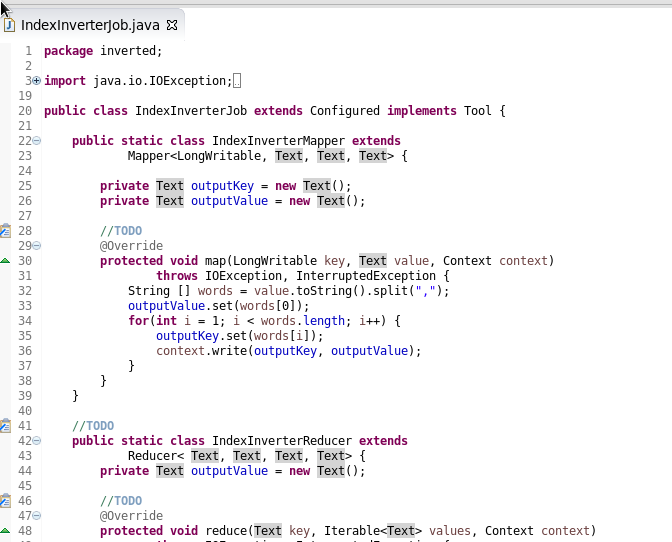 IndexInverterJob.java
1 package inverted;
2
3 import java.io.IOException;
19
20 public class IndexInverterJob extends Configured implements Tool {
21
22 public static class IndexInverterMapper extends
23 Mapper<LongWritable, Text, Text, Text> {
24
25 private Text outputKey = new Text();
26 private Text outputValue = new Text();
27
28 //TODO
29 @Override
30 protected void map(LongWritable key, Text value, Context context)
31 throws IOException, InterruptedException {
32 String [] words = value.toString().split(",");
33 outputValue.set(words[0]);
34 for(int i = 1; i < words.length; i++) {
35 outputKey.set(words[i]);
36 context.write(outputKey, outputValue);
37 }
38 }
39 }
40
41 //TODO
42 public static class IndexInverterReducer extends
43 Reducer< Text, Text, Text, Text> {
44 private Text outputValue = new Text();
45
46 //TODO
47 @Override
48 protected void reduce(Text key, Iterable<Text> values, Context context)